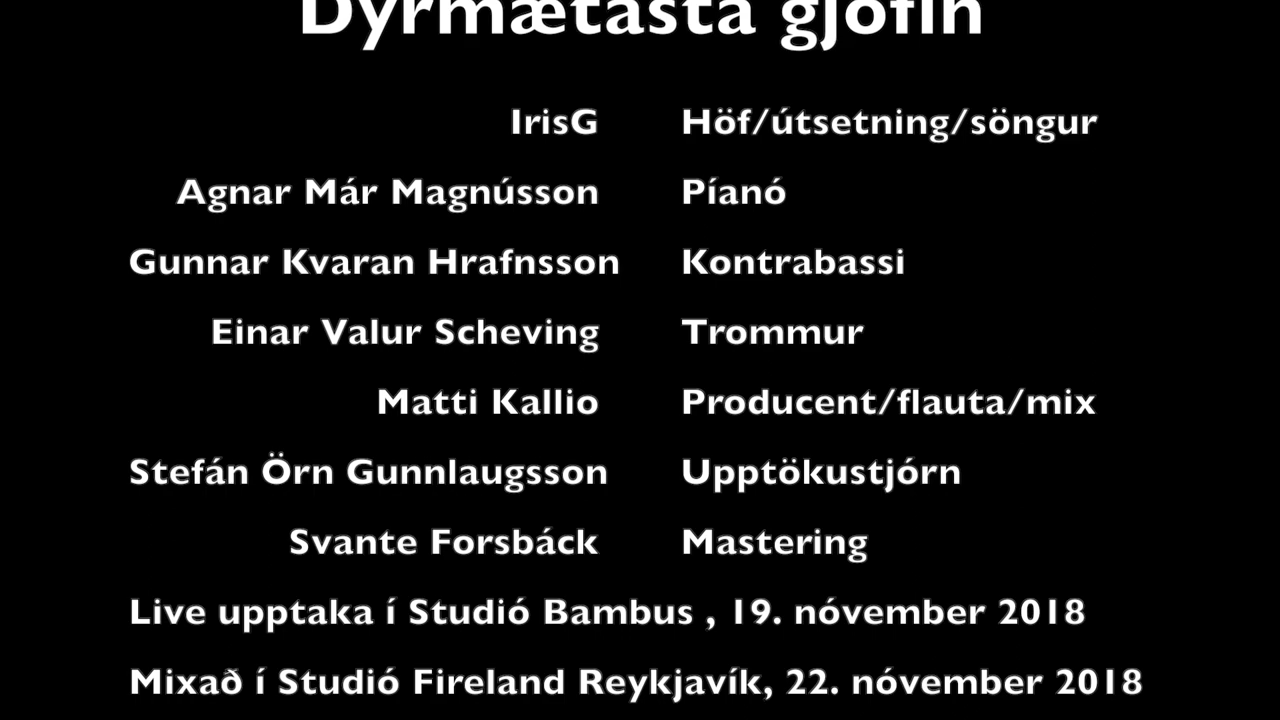 Dýrmætasta gjöfin
IrisG Höf/útsetning/söngur
Agnar Már Magnússon Píanó
Gunnar Kvaran Hrafnsson Kontrabassi
Einar Valur Scheving Trommur
Matti Kallio Producent/flauta/mix
Stefán Örn Gunnlaugsson Upptökustjórn
Svante Forsbáck Mastering
Live upptaka í Studió Bambus , 19. nóvember 2018
Mixað í Studió Fireland Reykjavík, 22. nóvember 2018